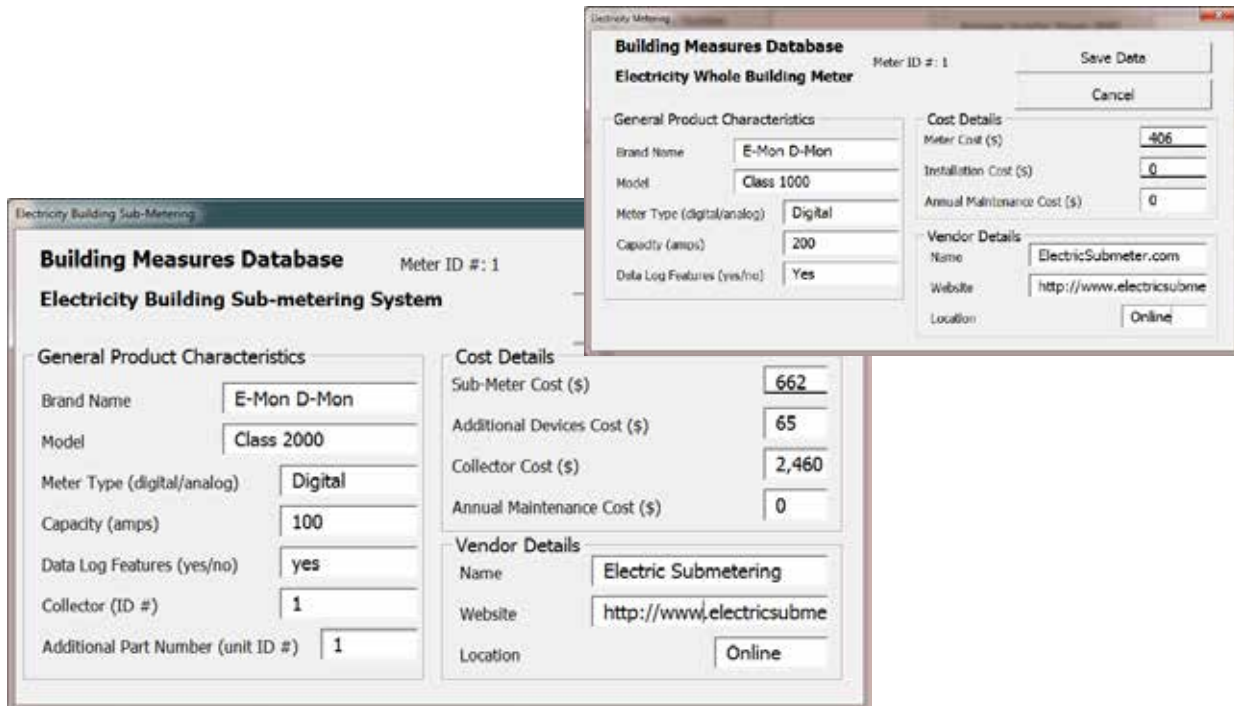 Electricity Metering
Building Measures Database
Meter ID #: 1
Save Data
Electricity Whole Building Meter
Cancel
General Product Characteristics
Brand Name E-Mon D-Mon
Model Class 1000
Meter Type (digital/analog) Digital
Capacity (amps) 200
Data Log Features (yes/no) Yes
Cost Details
Meter Cost ($) 406
Installation Cost ($) 0
Annual Maintenance Cost ($) 0
Vendor Details
Name ElectricSubmeter.com
Website http://www.electricsubme
Location Online
Electricity Building Sub-Metering
Building Measures Database
Meter ID #: 1
Electricity Building Sub-metering System
General Product Characteristics
Brand Name E-Mon D-Mon
Model Class 2000
Meter Type (digital/analog) Digital
Capacity (amps) 100
Data Log Features (yes/no) yes
Collector (ID #) 1
Additional Part Number (unit ID #) 1
Cost Details
Sub-Meter Cost ($) 662
Additional Devices Cost ($) 65
Collector Cost ($) 2,460
Annual Maintenance Cost ($) 0
Vendor Details
Name Electric Submetering
Website http://www.electricsubme
Location Online